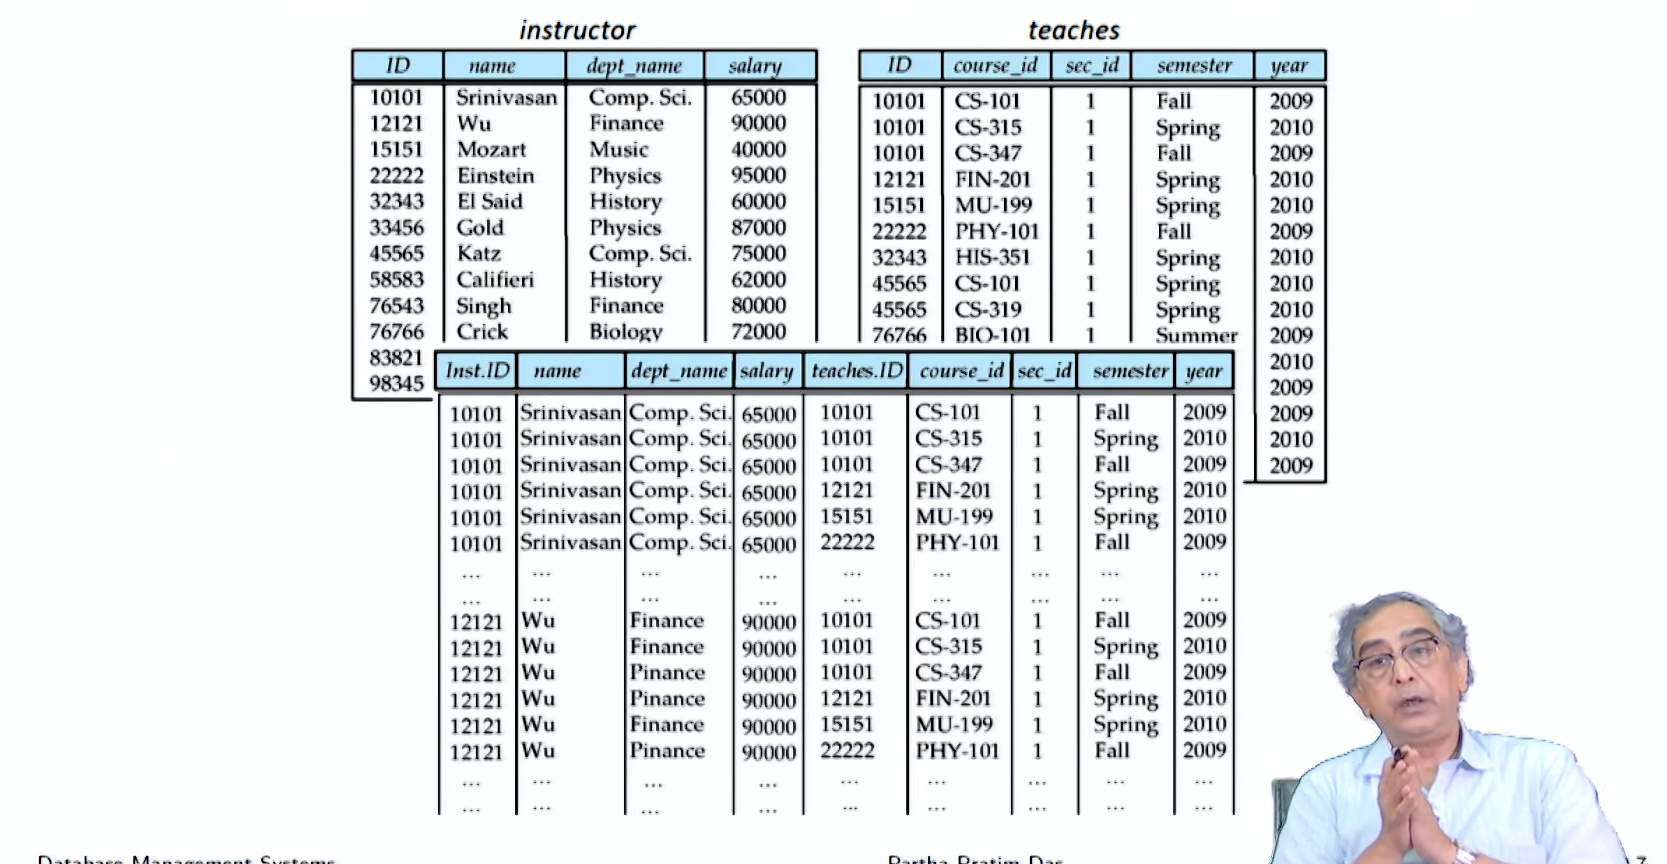 instructor
ID name dept_name salary
10101 Srinivasan Comp. Sci. 65000
12121 Wu Finance 90000
15151 Mozart Music 40000
22222 Einstein Physics 95000
32343 El Said History 60000
33456 Gold Physics 87000
45565 Katz Comp. Sci. 75000
58583 Califieri History 62000
76543 Singh Finance 80000
76766 Crick Biology 72000
83821
98345
teaches
ID course_id sec_id semester year
10101 CS-101 1 Fall 2009
10101 CS-315 1 Spring 2010
10101 CS-347 1 Fall 2009
12121 FIN-201 1 Spring 2010
15151 MU-199 1 Spring 2010
22222 PHY-101 1 Fall 2009
32343 HIS-351 1 Spring 2010
45565 CS-101 1 Spring 2010
45565 CS-319 1 Spring 2010
76766 BIO-101 1 Summer 2009
2010
2009
2009
2010
2009
Inst.ID name dept_name salary teaches.ID course_id sec_id semester year
10101 Srinivasan Comp. Sci. 65000 10101 CS-101 1 Fall 2009
10101 Srinivasan Comp. Sci. 65000 10101 CS-315 1 Spring 2010
10101 Srinivasan Comp. Sci. 65000 10101 CS-347 1 Fall 2009
10101 Srinivasan Comp. Sci. 65000 12121 FIN-201 1 Spring 2010
10101 Srinivasan Comp. Sci. 65000 15151 MU-199 1 Spring 2010
10101 Srinivasan Comp. Sci. 65000 22222 PHY-101 1 Fall 2009
... ... ... ... ... ... ... ... ...
... ... ... ... ... ... ... ... ...
12121 Wu Finance 90000 10101 CS-101 1 Fall 2009
12121 Wu Finance 90000 10101 CS-315 1 Spring 2010
12121 Wu Pinance 90000 10101 CS-347 1 Fall 2009
12121 Wu Pinance 90000 12121 FIN-201 1 Spring 2010
12121 Wu Finance 90000 15151 MU-199 1 Spring 2010
12121 Wu Pinance 90000 22222 PHY-101 1 Fall 2009
... ... ... ... ... ... ... ... ...
... ... ... ... ... ... ... ... ...
Database Management Systems Partha Pratim Das 7